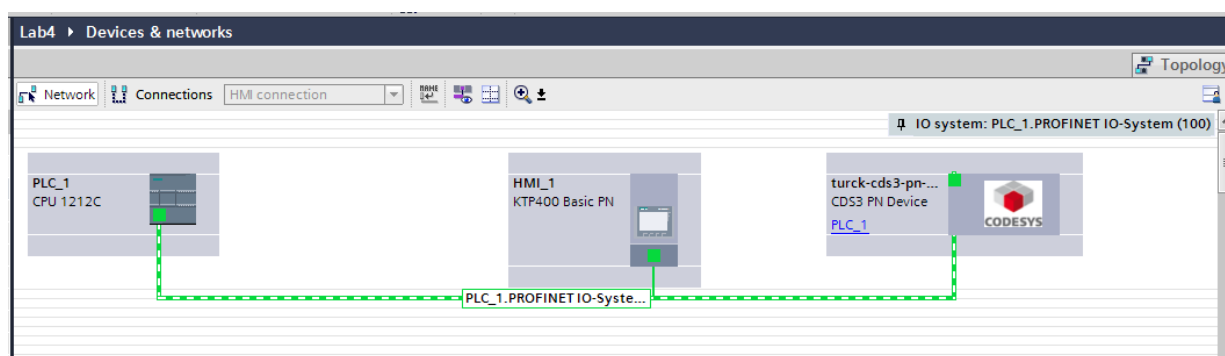 Lab4 ▸ Devices & networks
Topology
Network Connections HMI connection
IO system: PLC_1.PROFINET IO-System (100)
PLC_1
CPU 1212C
HMI_1
KTP400 Basic PN
turck-cds3-pn-...
CDS3 PN Device
PLC_1
CODESYS
PLC_1.PROFINET IO-Syste...